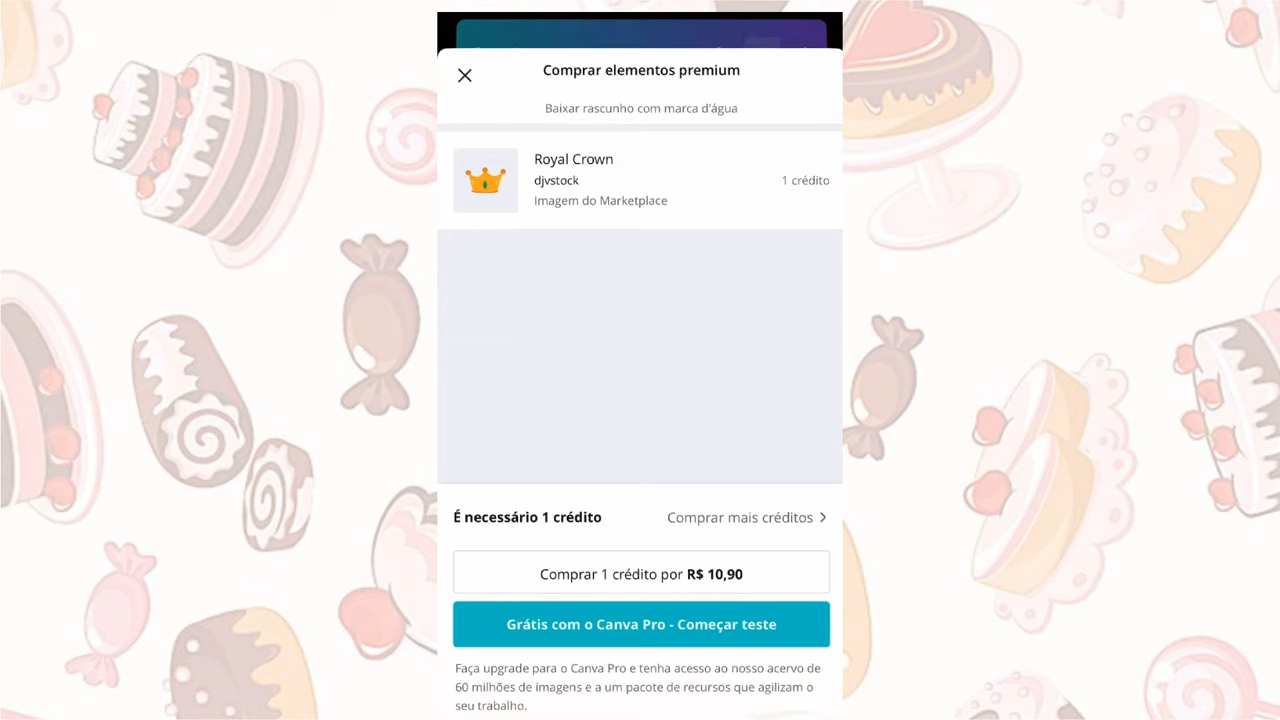 Comprar elementos premium
Baixar rascunho com marca d'água
Royal Crown
djvstock
1 crédito
Imagem do Marketplace
É necessário 1 crédito
Comprar mais créditos
Comprar 1 crédito por R$ 10,90
Grátis com o Canva Pro - Começar teste
Faça upgrade para o Canva Pro e tenha acesso ao nosso acervo de
60 milhões de imagens e a um pacote de recursos que agilizam o
seu trabalho.